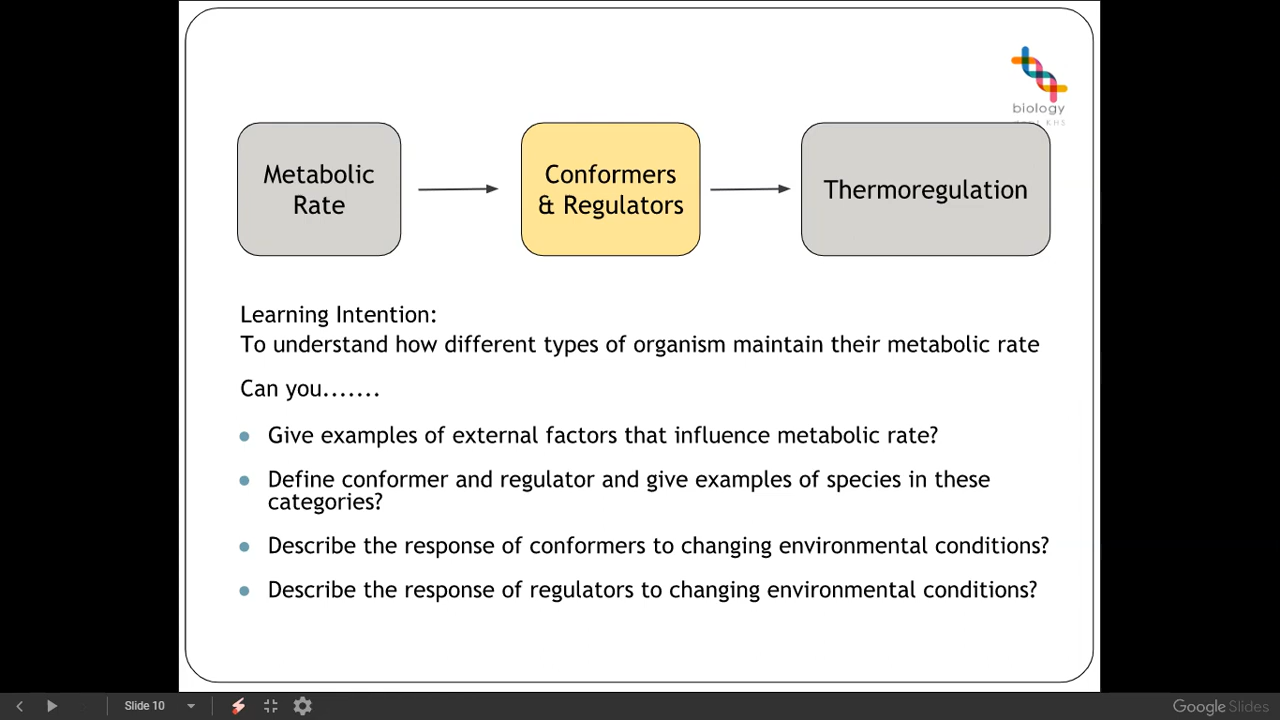 biology
Metabolic
Rate
Conformers
& Regulators
Thermoregulation
Learning Intention:
To understand how different types of organism maintain their metabolic rate
Can you.......
Give examples of external factors that influence metabolic rate?
Define conformer and regulator and give examples of species in these
categories?
Describe the response of conformers to changing environmental conditions?
Describe the response of regulators to changing environmental conditions?
Slide 10
Google Slides